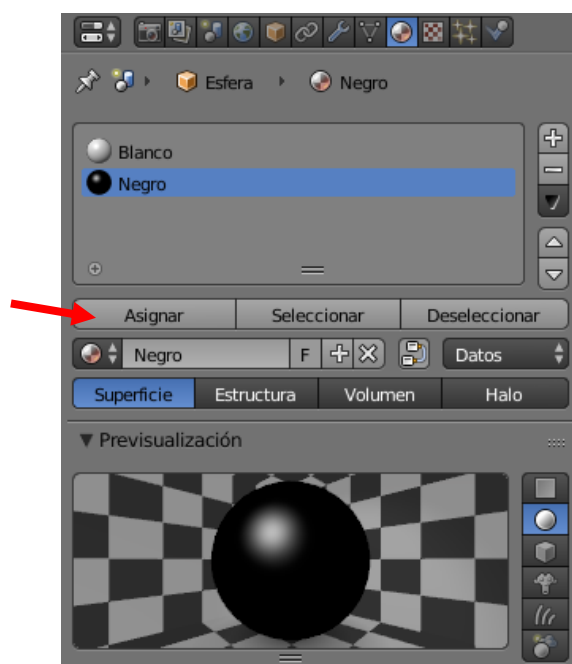 Esfera Negro
Blanco
Negro
Asignar Seleccionar Deseleccionar
Negro F Datos
Superficie Estructura Volumen Halo
Previsualización